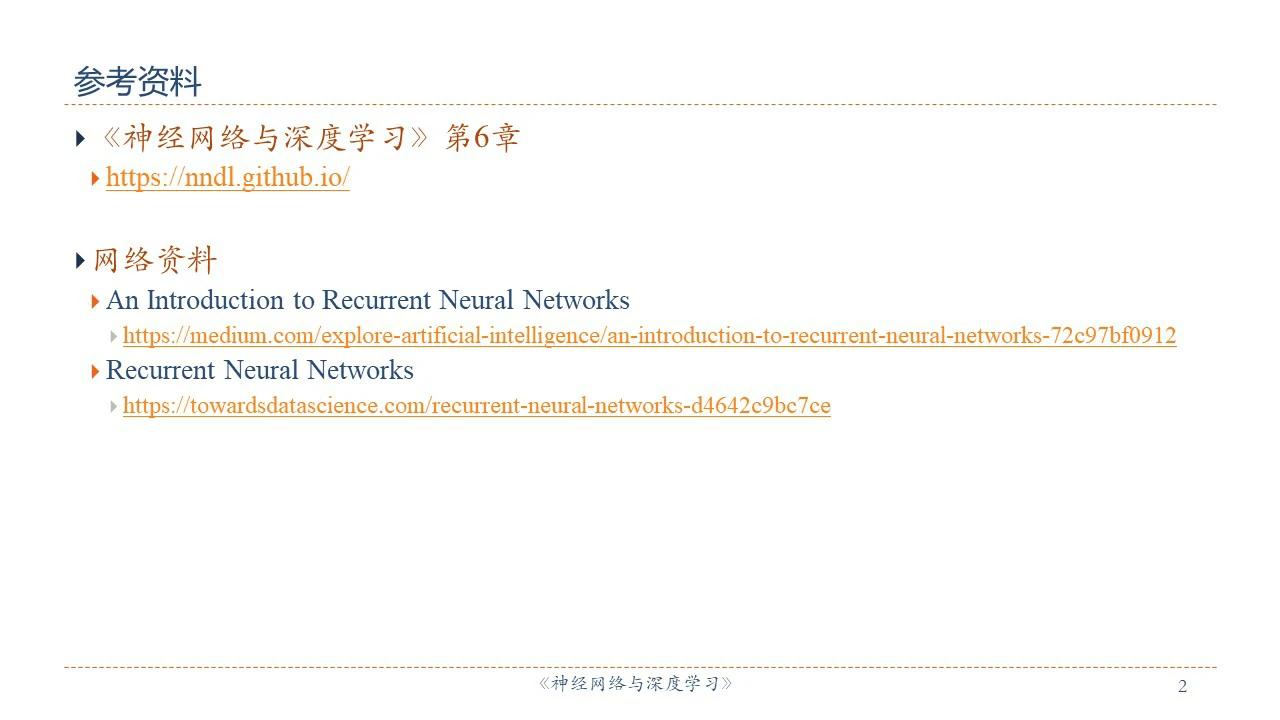 参考资料
《神经网络与深度学习》第6章
https://nndl.github.io/
网络资料
An Introduction to Recurrent Neural Networks
https://medium.com/explore-artificial-intelligence/an-introduction-to-recurrent-neural-networks-72c97bf0912
Recurrent Neural Networks
https://towardsdatascience.com/recurrent-neural-networks-d4642c9bc7ce
《神经网络与深度学习》
2